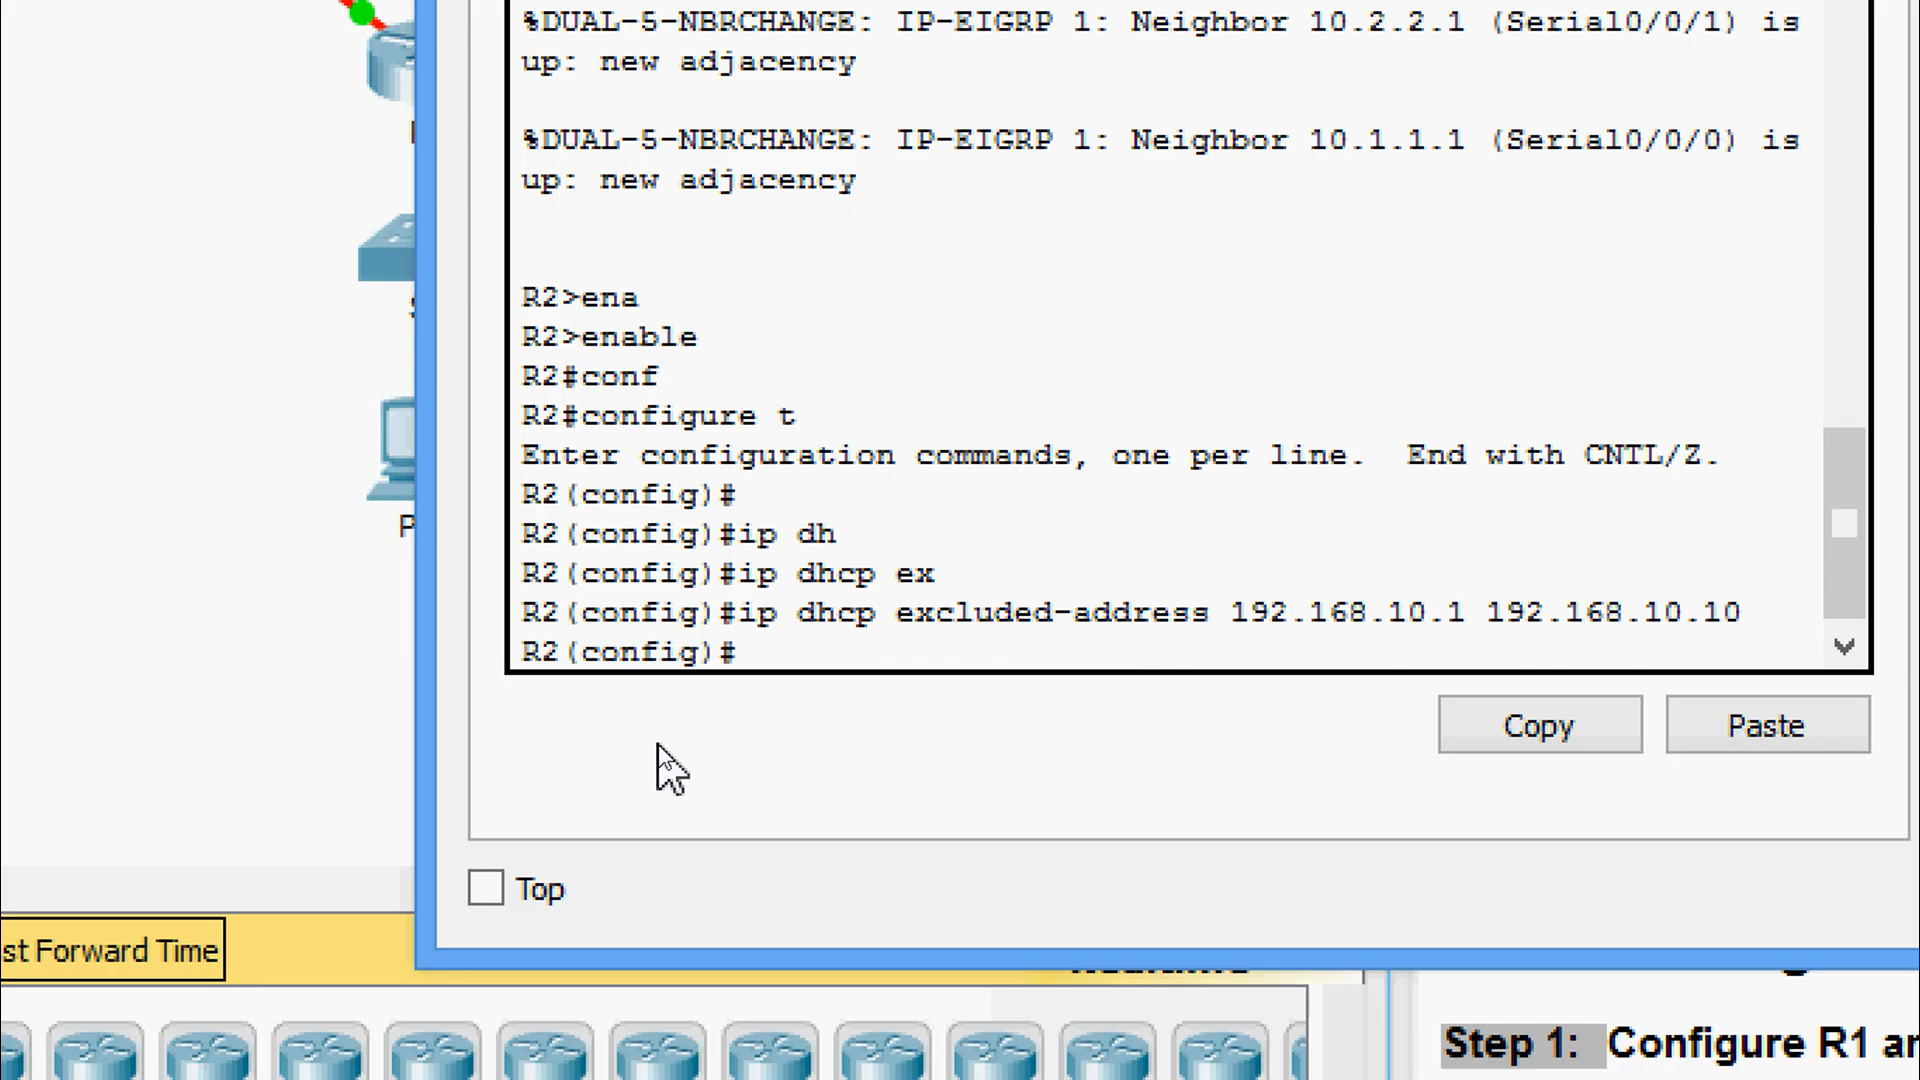 %DUAL-5-NBRCHANGE: IP-EIGRP 1: Neighbor 10.2.2.1 (Serial0/0/1) is
up: new adjacency
%DUAL-5-NBRCHANGE: IP-EIGRP 1: Neighbor 10.1.1.1 (Serial0/0/0) is
up: new adjacency
R2>ena
R2>enable
R2#conf
R2#configure t
Enter configuration commands, one per line.  End with CNTL/Z.
R2(config)#
R2(config)#ip dh
R2(config)#ip dhcp ex
R2(config)#ip dhcp excluded-address 192.168.10.1 192.168.10.10
R2(config)#
Copy
Paste
Top
st Forward Time
Step 1: Configure R1 an